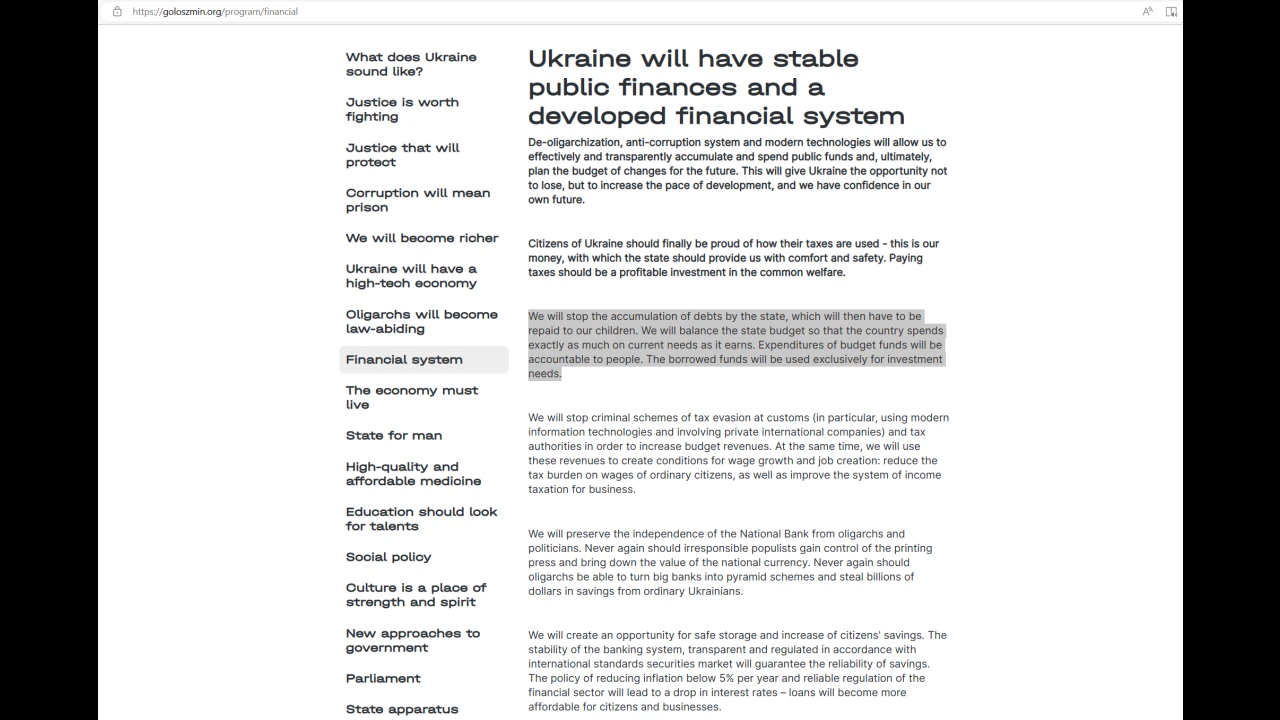 https://goloszmin.org/program/financial
What does Ukraine
sound like?
Justice is worth
fighting
Justice that will
protect
Corruption will mean
prison
We will become richer
Ukraine will have a
high-tech economy
Oligarchs will become
law-abiding
Financial system
The economy must
live
State for man
High-quality and
affordable medicine
Education should look
for talents
Social policy
Culture is a place of
strength and spirit
New approaches to
government
Parliament
State apparatus
Ukraine will have stable
public finances and a
developed financial system
De-oligarchization, anti-corruption system and modern technologies will allow us to
effectively and transparently accumulate and spend public funds and, ultimately,
plan the budget of changes for the future. This will give Ukraine the opportunity not
to lose, but to increase the pace of development, and we have confidence in our
own future.
Citizens of Ukraine should finally be proud of how their taxes are used - this is our
money, with which the state should provide us with comfort and safety. Paying
taxes should be a profitable investment in the common welfare.
We will stop the accumulation of debts by the state, which will then have to be
repaid to our children. We will balance the state budget so that the country spends
exactly as much on current needs as it earns. Expenditures of budget funds will be
accountable to people. The borrowed funds will be used exclusively for investment
needs.
We will stop criminal schemes of tax evasion at customs (in particular, using modern
information technologies and involving private international companies) and tax
authorities in order to increase budget revenues. At the same time, we will use
these revenues to create conditions for wage growth and job creation: reduce the
tax burden on wages of ordinary citizens, as well as improve the system of income
taxation for business.
We will preserve the independence of the National Bank from oligarchs and
politicians. Never again should irresponsible populists gain control of the printing
press and bring down the value of the national currency. Never again should
oligarchs be able to turn big banks into pyramid schemes and steal billions of
dollars in savings from ordinary Ukrainians.
We will create an opportunity for safe storage and increase of citizens' savings. The
stability of the banking system, transparent and regulated in accordance with
international standards securities market will guarantee the reliability of savings.
The policy of reducing inflation below 5% per year and reliable regulation of the
financial sector will lead to a drop in interest rates – loans will become more
affordable for citizens and businesses.